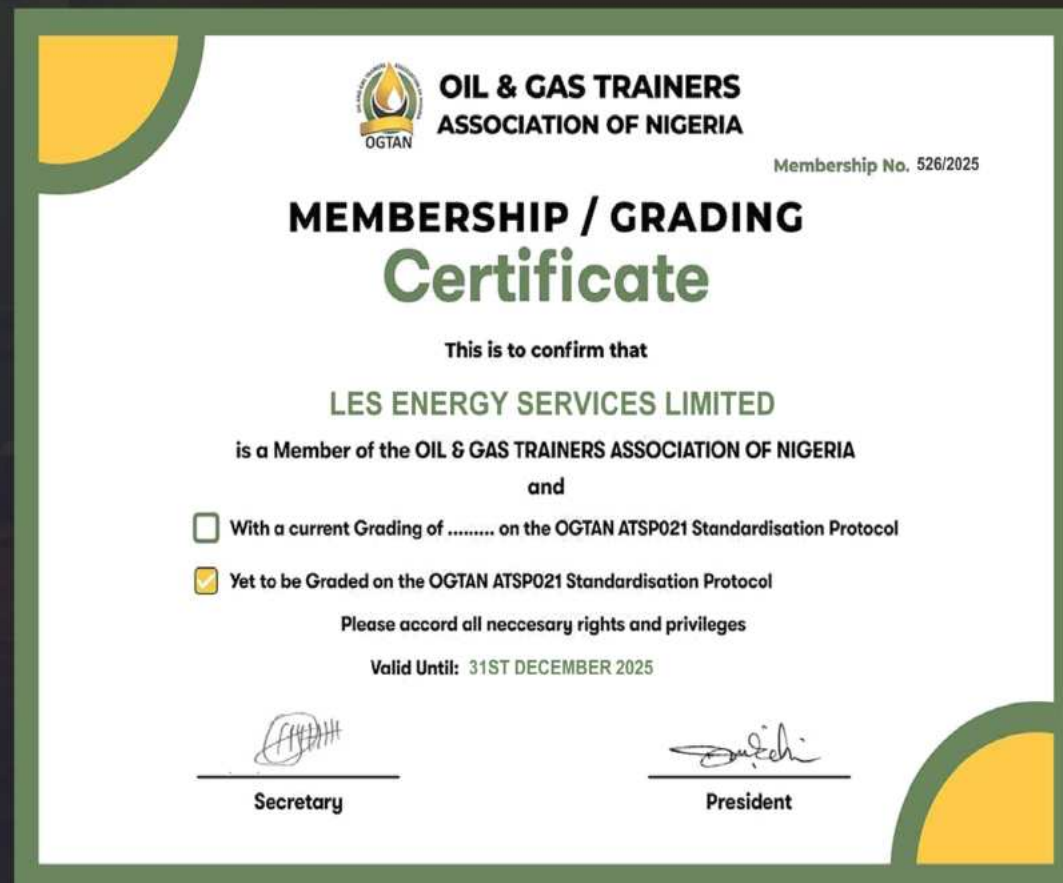 OIL & GAS TRAINERS
ASSOCIATION OF NIGERIA
OGTAN
Membership No. 526/2025
MEMBERSHIP / GRADING
Certificate
This is to confirm that
LES ENERGY SERVICES LIMITED
is a Member of the OIL & GAS TRAINERS ASSOCIATION OF NIGERIA
and
With a current Grading of ......... on the OGTAN ATSP021 Standardisation Protocol
Yet to be Graded on the OGTAN ATSP021 Standardisation Protocol
Please accord all neccesary rights and privileges
Valid Until: 31ST DECEMBER 2025
Secretary
President